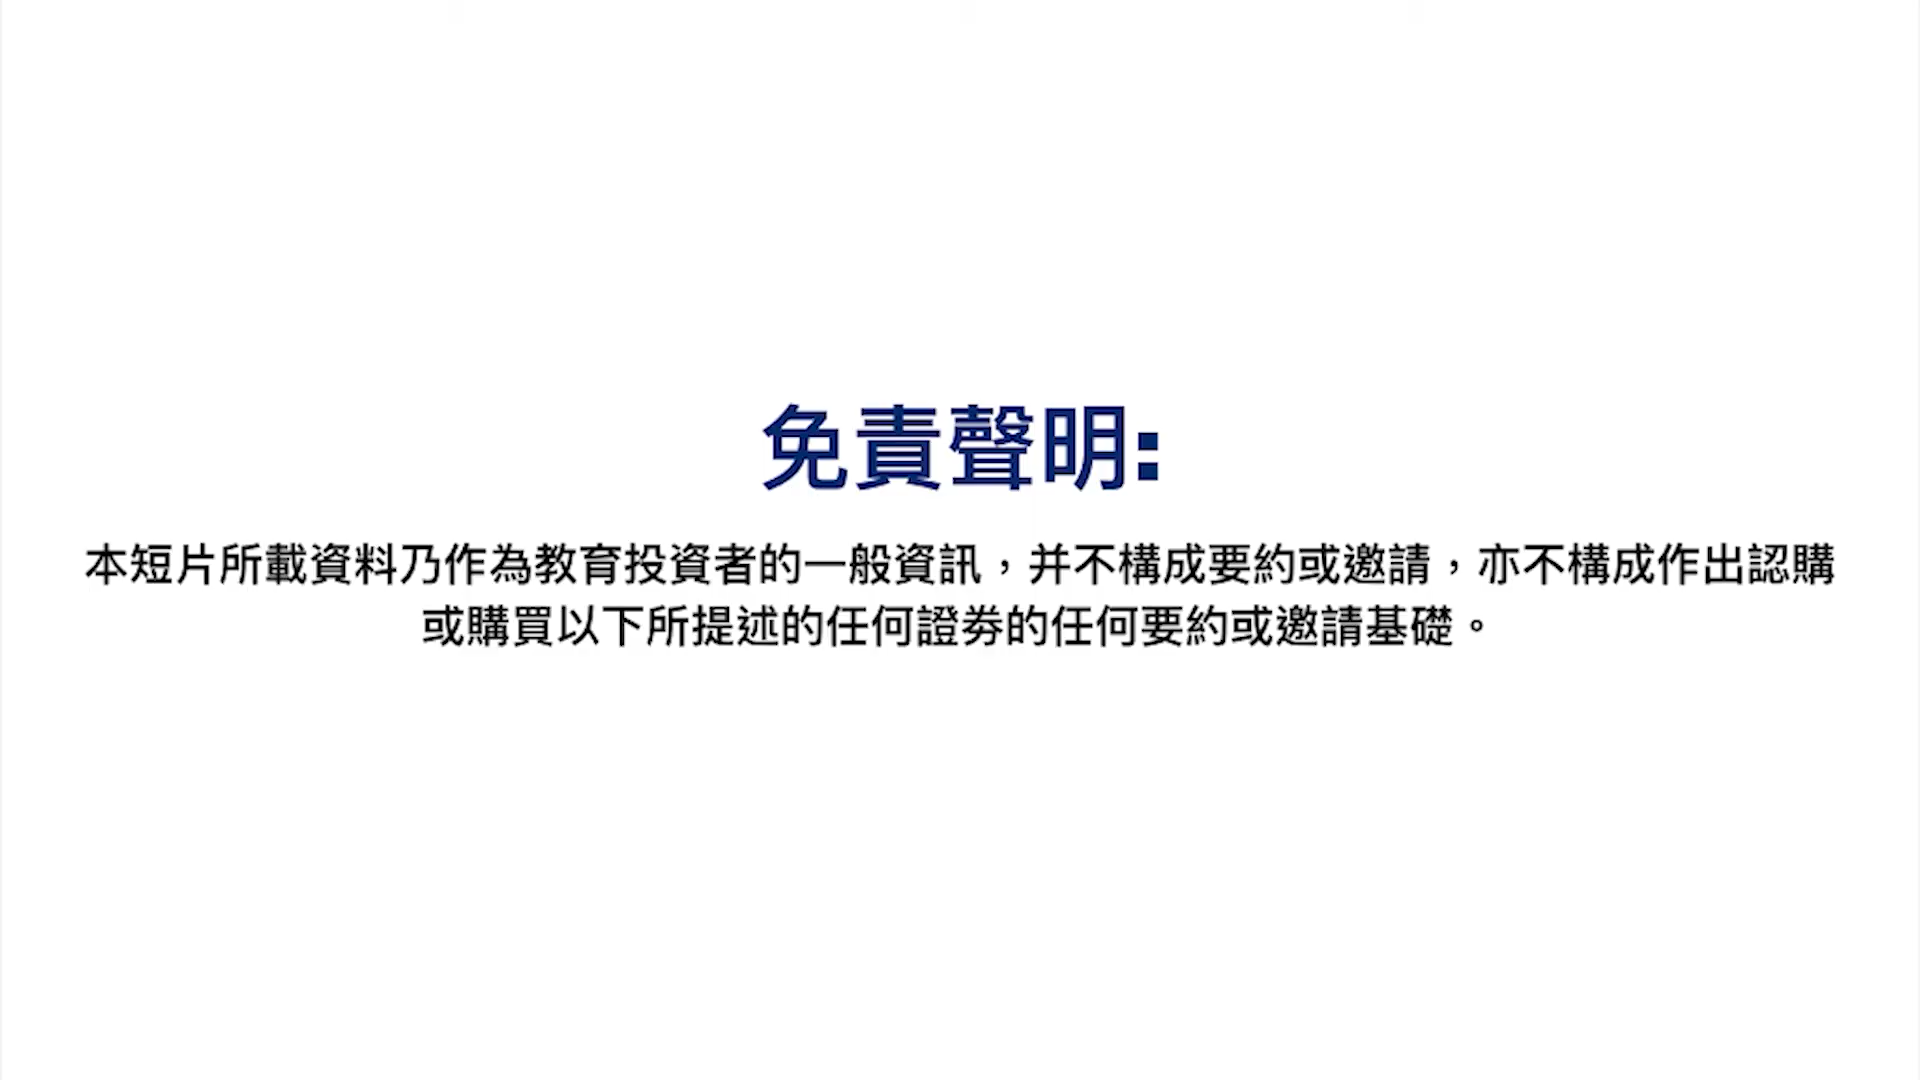 免責聲明:
本短片所載資料乃作為教育投資者的一般資訊，并不構成要約或邀請，亦不構成作出認購
或購買以下所提述的任何證券的任何要約或邀請基礎。